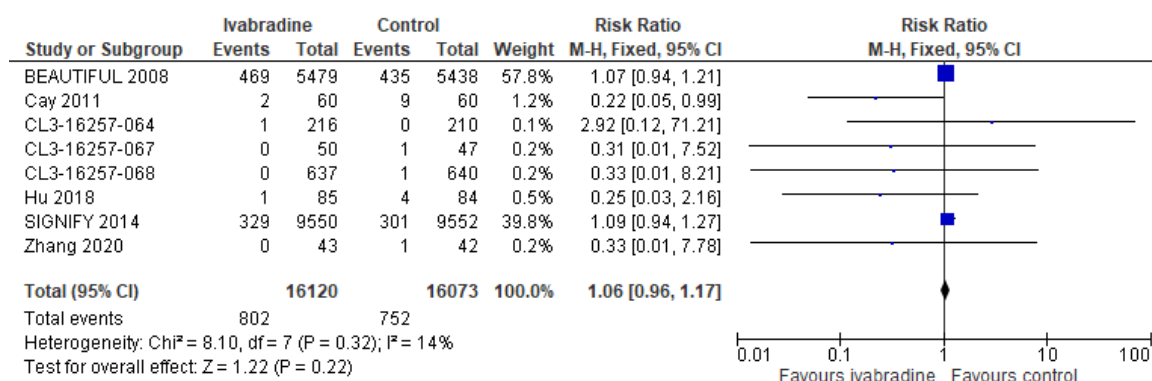 Ivabradine Control Risk Ratio Risk Ratio
Study or Subgroup Events Total Events Total Weight M-H, Fixed, 95% CI M-H, Fixed, 95% CI
BEAUTIFUL 2008 469 5479 435 5438 57.8% 1.07 [0.94, 1.21]
Cay 2011 2 60 9 60 1.2% 0.22 [0.05, 0.99]
CL3-16257-064 1 216 0 210 0.1% 2.92 [0.12, 71.21]
CL3-16257-067 0 50 1 47 0.2% 0.31 [0.01, 7.52]
CL3-16257-068 0 637 1 640 0.2% 0.33 [0.01, 8.21]
Hu 2018 1 85 4 84 0.5% 0.25 [0.03, 2.16]
SIGNIFY 2014 329 9550 301 9552 39.8% 1.09 [0.94, 1.27]
Zhang 2020 0 43 1 42 0.2% 0.33 [0.01, 7.78]
Total (95% CI) 16120 16073 100.0% 1.06 [0.96, 1.17]
Total events 802 752
Heterogeneity: Chi² = 8.10, df = 7 (P = 0.32); I² = 14%
Test for overall effect: Z = 1.22 (P = 0.22)
0.01 0.1 1 10 100
Favours ivabradine Favours control